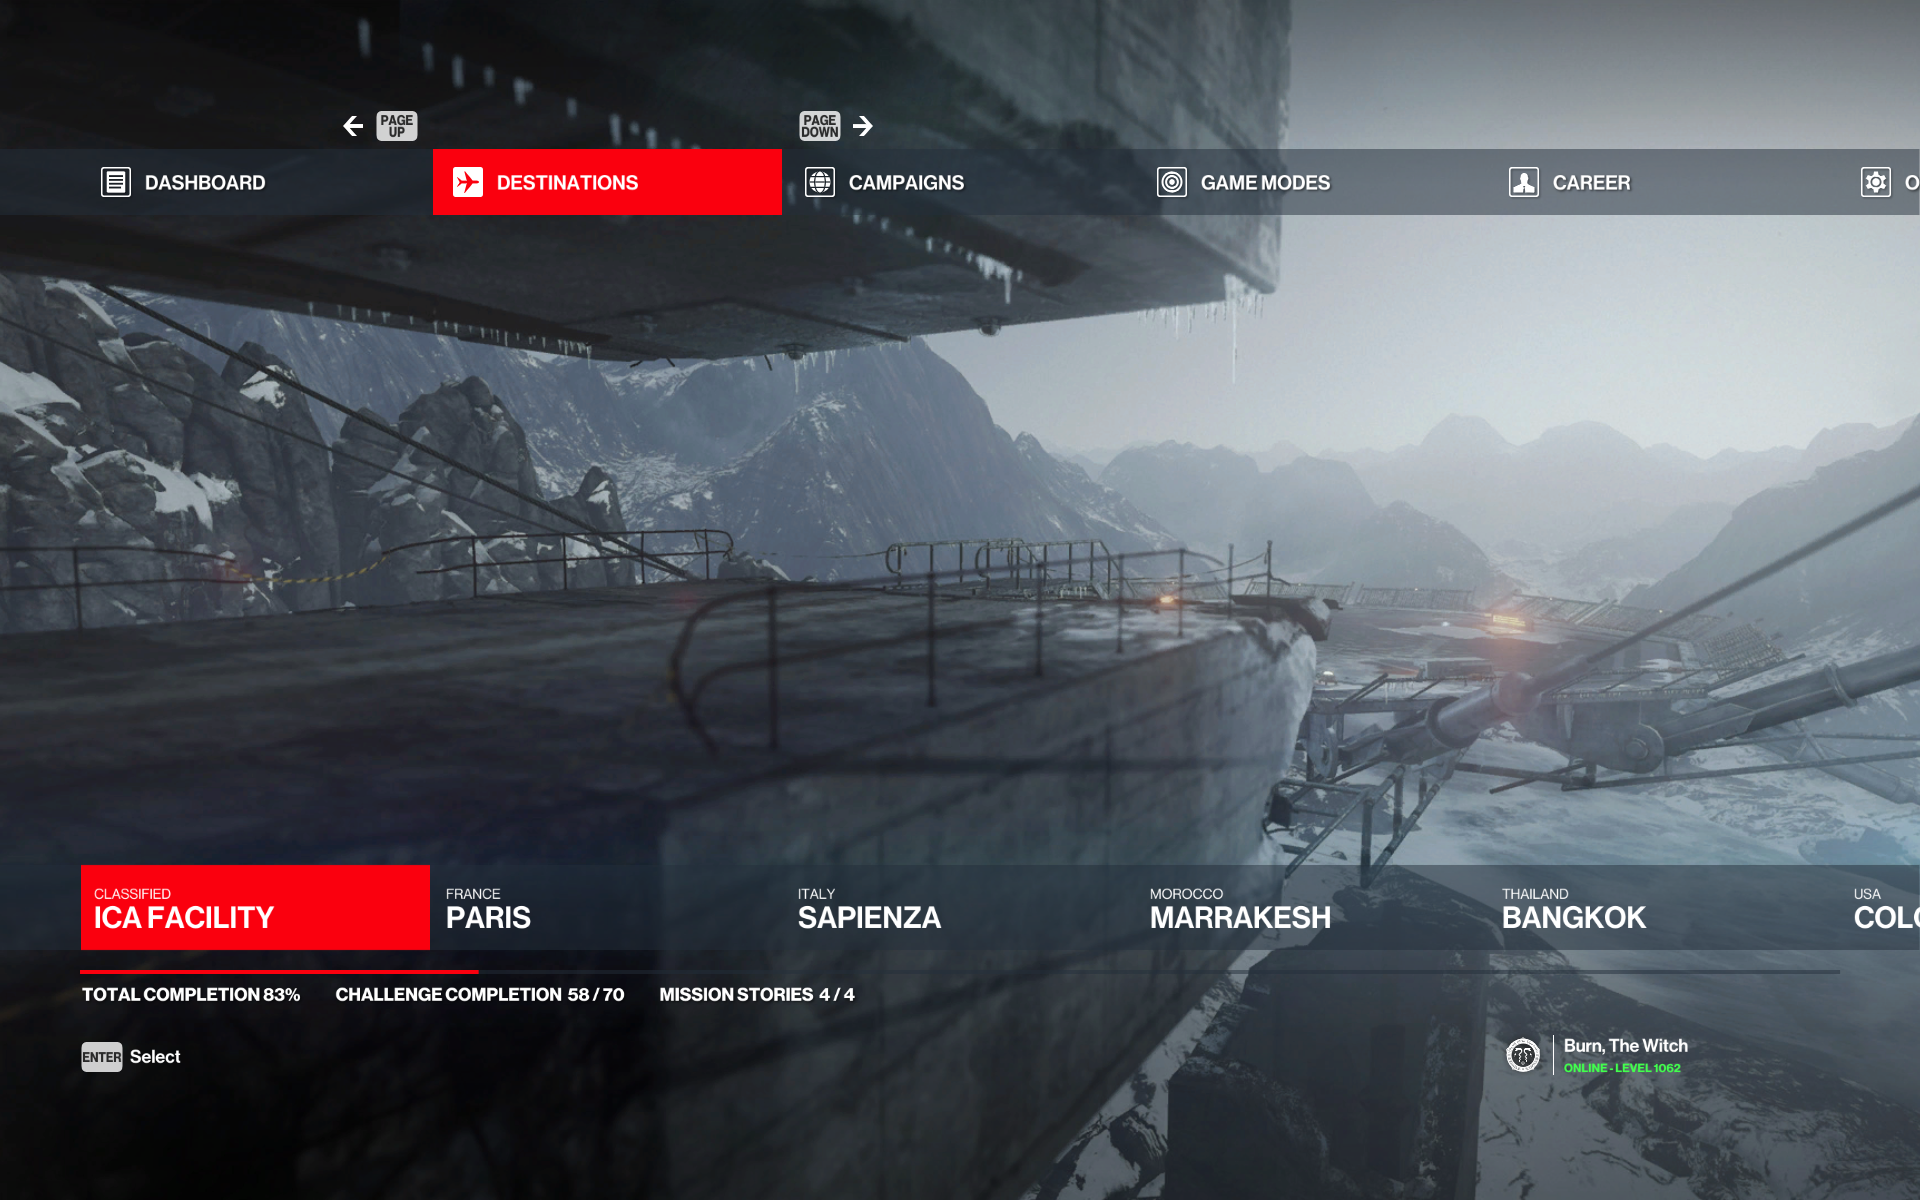 PAGE UP
PAGE DOWN
DASHBOARD
DESTINATIONS
CAMPAIGNS
GAME MODES
CAREER
O
CLASSIFIED
ICA FACILITY
FRANCE
PARIS
ITALY
SAPIENZA
MOROCCO
MARRAKESH
THAILAND
BANGKOK
USA
COLO
TOTAL COMPLETION 83%
CHALLENGE COMPLETION 58 / 70
MISSION STORIES 4 / 4
ENTER Select
Burn, The Witch
ONLINE - LEVEL 1062